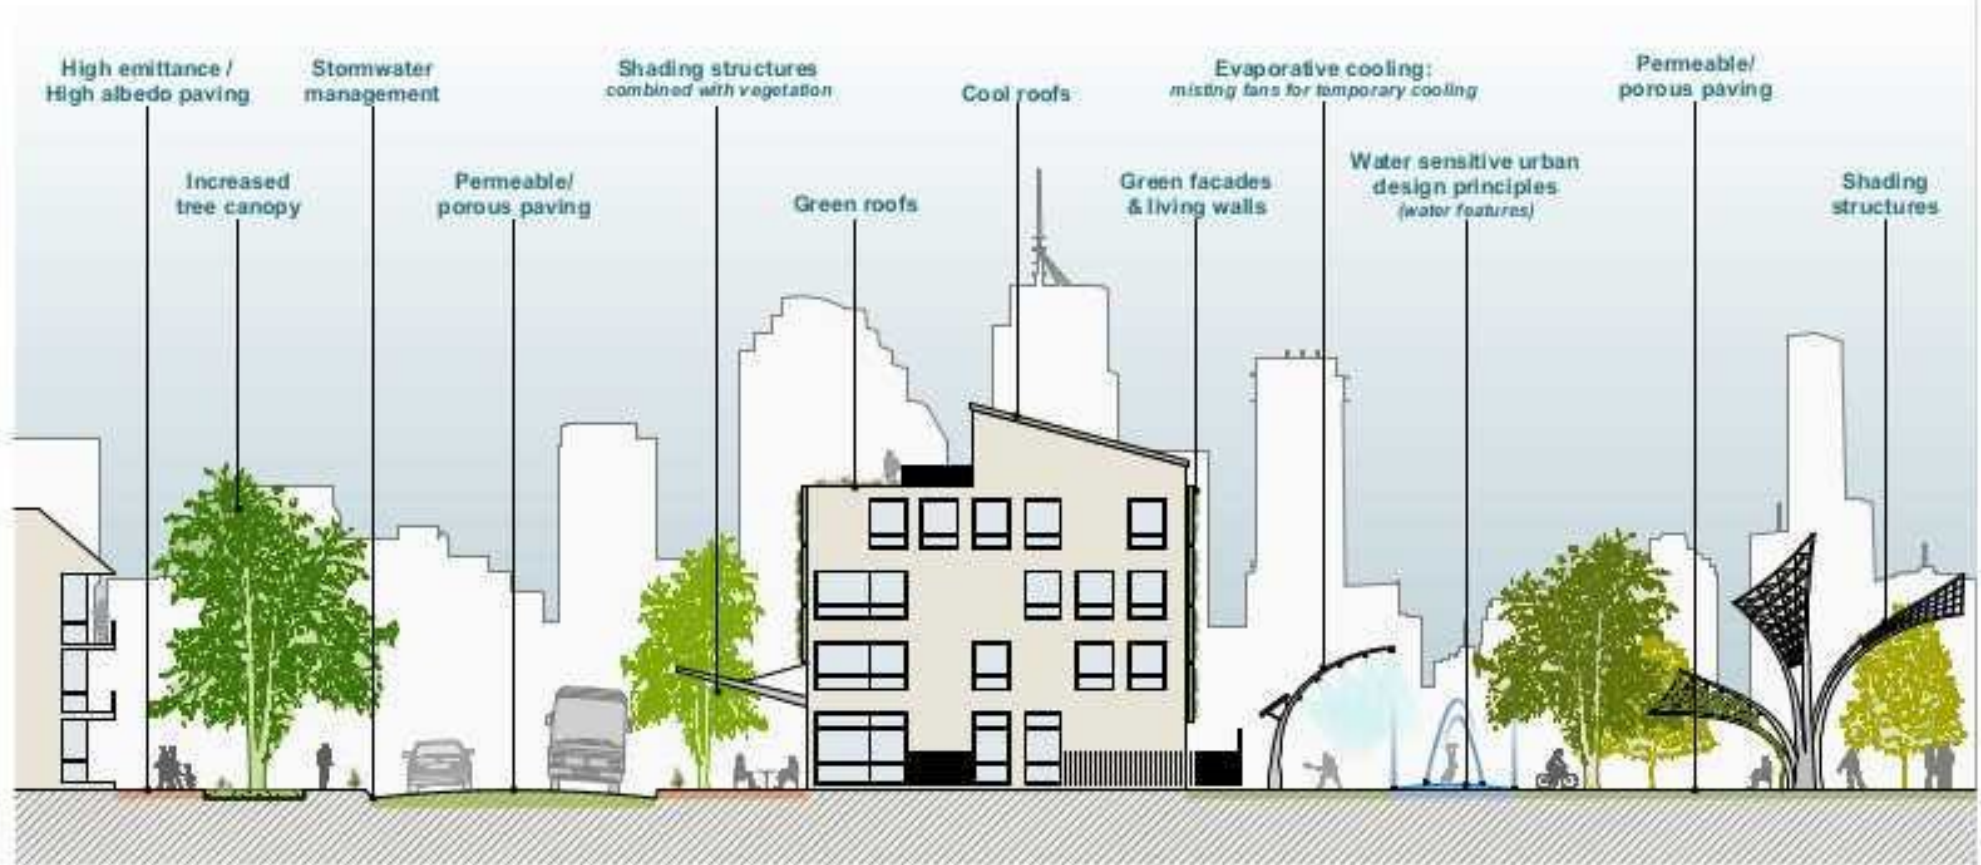 High emittance /
High albedo paving
Stormwater
management
Shading structures
combined with vegetation
Cool roofs
Evaporative cooling:
misting fans for temporary cooling
Permeable/
porous paving
Increased
tree canopy
Permeable/
porous paving
Green roofs
Green facades
& living walls
Water sensitive urban
design principles
(water features)
Shading
structures